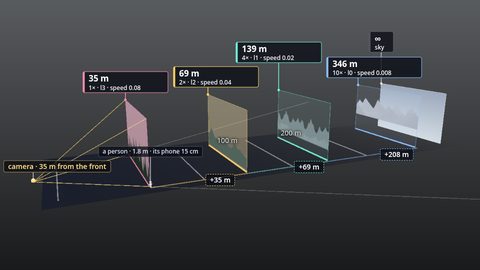 ∞
sky
139 m
4× · l1 · speed 0.02
346 m
10× · l0 · speed 0.008
69 m
2× · l2 · speed 0.04
35 m
1× · l3 · speed 0.08
100 m
200 m
a person · 1.8 m · its phone 15 cm
camera · 35 m from the front
+35 m
+69 m
+208 m